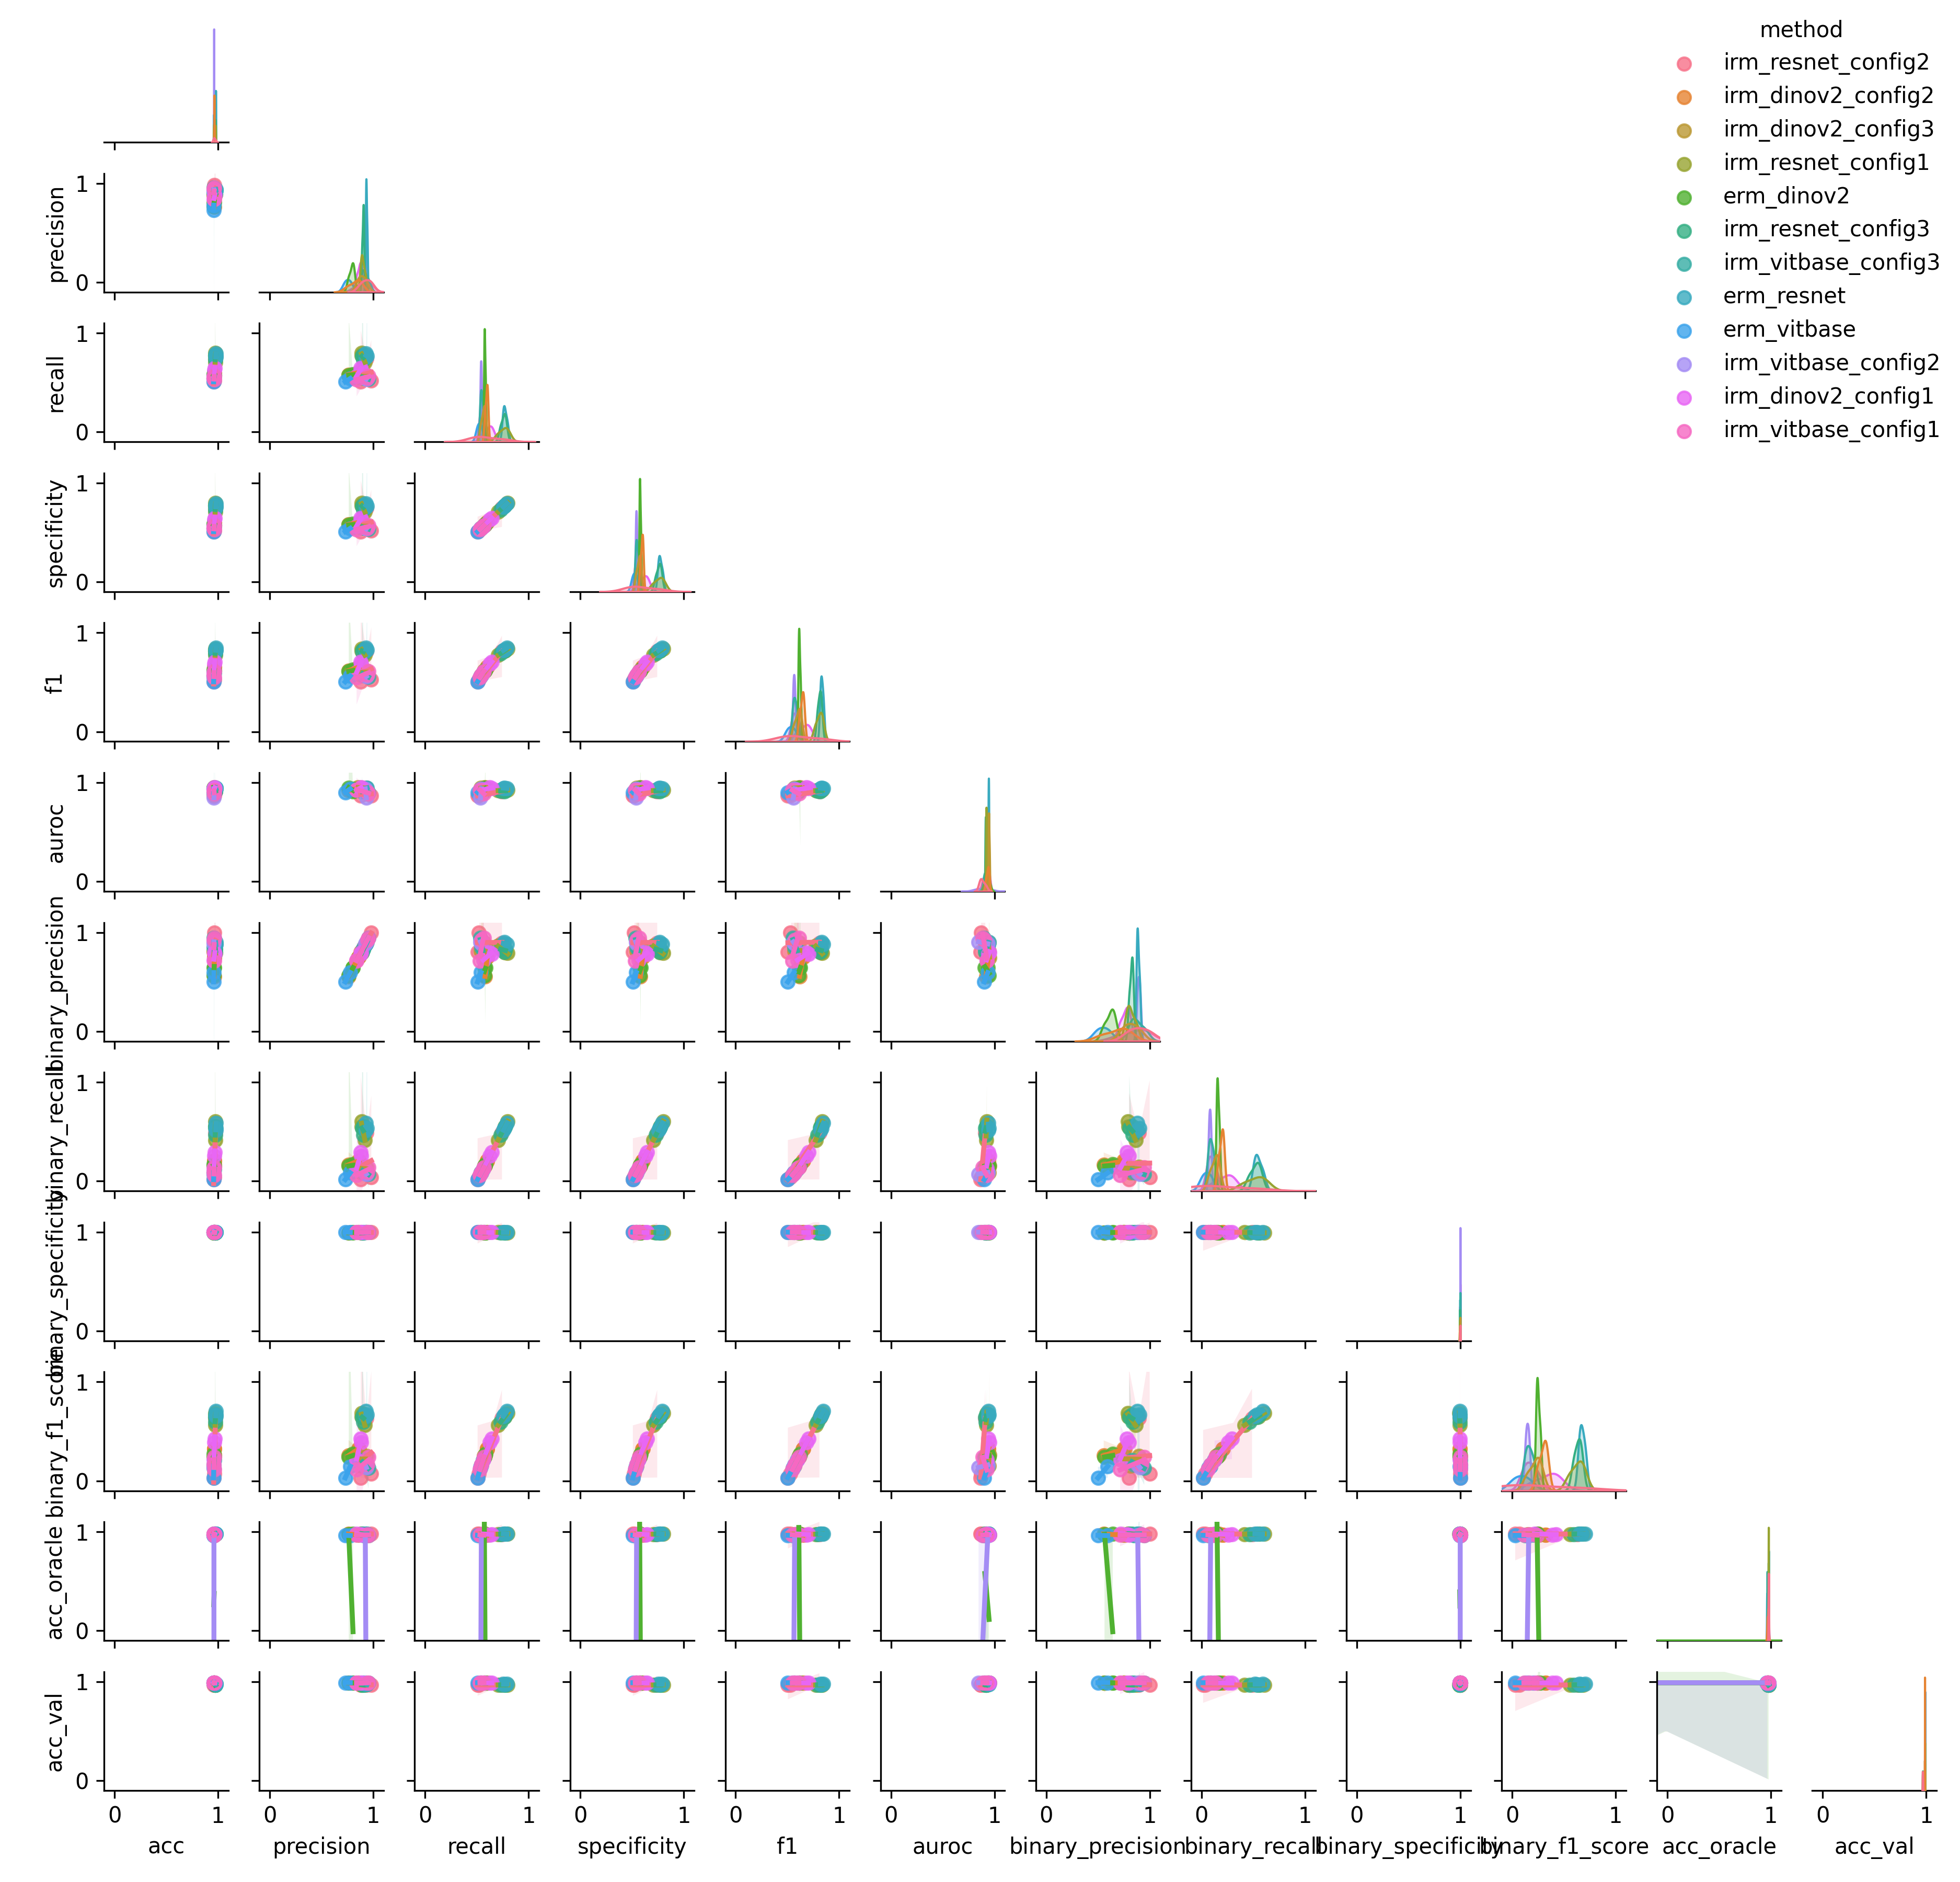 method
irm_resnet_config2
irm_dinov2_config2
irm_dinov2_config3
irm_resnet_config1
erm_dinov2
irm_resnet_config3
irm_vitbase_config3
erm_resnet
erm_vitbase
irm_vitbase_config2
irm_dinov2_config1
irm_vitbase_config1
1
precision
0
1
recall
0
1
specificity
0
1
f1
0
1
auroc
0
1
binary_precision
0
1
binary_recall
0
1
binary_specificity
0
1
binary_f1_score
0
1
acc_oracle
0
1
acc_val
0
0 1 0 1 0 1 0 1 0 1 0 1 0 1 0 1 0 1 0 1 0 1 0 1
acc precision recall specificity f1 auroc binary_precision binary_recall binary_specificity binary_f1_score acc_oracle acc_val